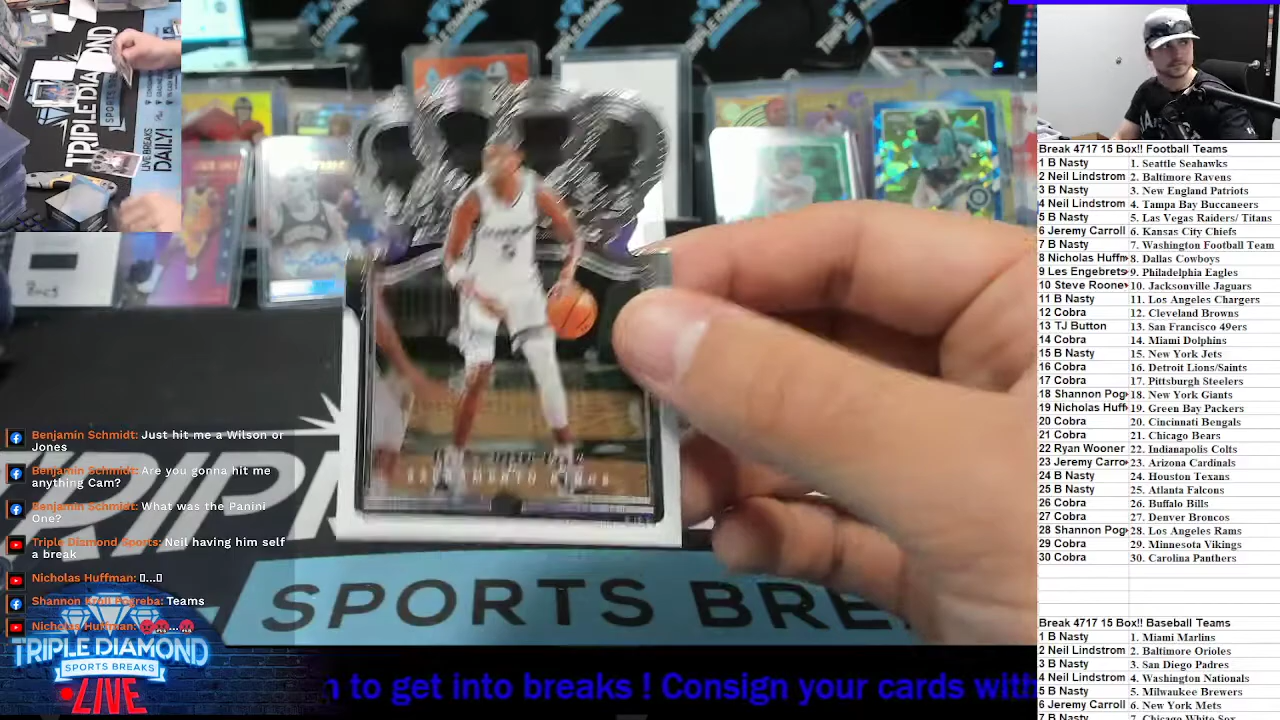 TRIPLE DIAMOND
SPORTS BRE
LIVE BREAKS
DAILY!
SACRAMENTO KINGS
SPORTS BRE
Benjamin Schmidt: Just hit me a Wilson or
Jones
Benjamin Schmidt: Are you gonna hit me
anything Cam?
Benjamin Schmidt: What was the Panini
One?
Triple Diamond Sports: Neil having him self
a break
Nicholas Huffman:
Shannon Knoll Pogreba: Teams
Nicholas Huffman:
TRIPLE DIAMOND
SPORTS BREAKS
LIVE
to get into breaks ! Consign your cards with
Break 4717 15 Box!! Football Teams
1 B Nasty 1. Seattle Seahawks
2 Neil Lindstrom 2. Baltimore Ravens
3 B Nasty 3. New England Patriots
4 Neil Lindstrom 4. Tampa Bay Buccaneers
5 B Nasty 5. Las Vegas Raiders/ Titans
6 Jeremy Carroll 6. Kansas City Chiefs
7 B Nasty 7. Washington Football Team
8 Nicholas Huffm 8. Dallas Cowboys
9 Les Engebrets 9. Philadelphia Eagles
10 Steve Roone 10. Jacksonville Jaguars
11 B Nasty 11. Los Angeles Chargers
12 Cobra 12. Cleveland Browns
13 TJ Button 13. San Francisco 49ers
14 Cobra 14. Miami Dolphins
15 B Nasty 15. New York Jets
16 Cobra 16. Detroit Lions/Saints
17 Cobra 17. Pittsburgh Steelers
18 Shannon Pog 18. New York Giants
19 Nicholas Huff 19. Green Bay Packers
20 Cobra 20. Cincinnati Bengals
21 Cobra 21. Chicago Bears
22 Ryan Wooner 22. Indianapolis Colts
23 Jeremy Carro 23. Arizona Cardinals
24 B Nasty 24. Houston Texans
25 B Nasty 25. Atlanta Falcons
26 Cobra 26. Buffalo Bills
27 Cobra 27. Denver Broncos
28 Shannon Pog 28. Los Angeles Rams
29 Cobra 29. Minnesota Vikings
30 Cobra 30. Carolina Panthers
Break 4717 15 Box!! Baseball Teams
1 B Nasty 1. Miami Marlins
2 Neil Lindstrom 2. Baltimore Orioles
3 B Nasty 3. San Diego Padres
4 Neil Lindstrom 4. Washington Nationals
5 B Nasty 5. Milwaukee Brewers
6 Jeremy Carroll 6. New York Mets
7 B Nasty 7. Chicago White Sox